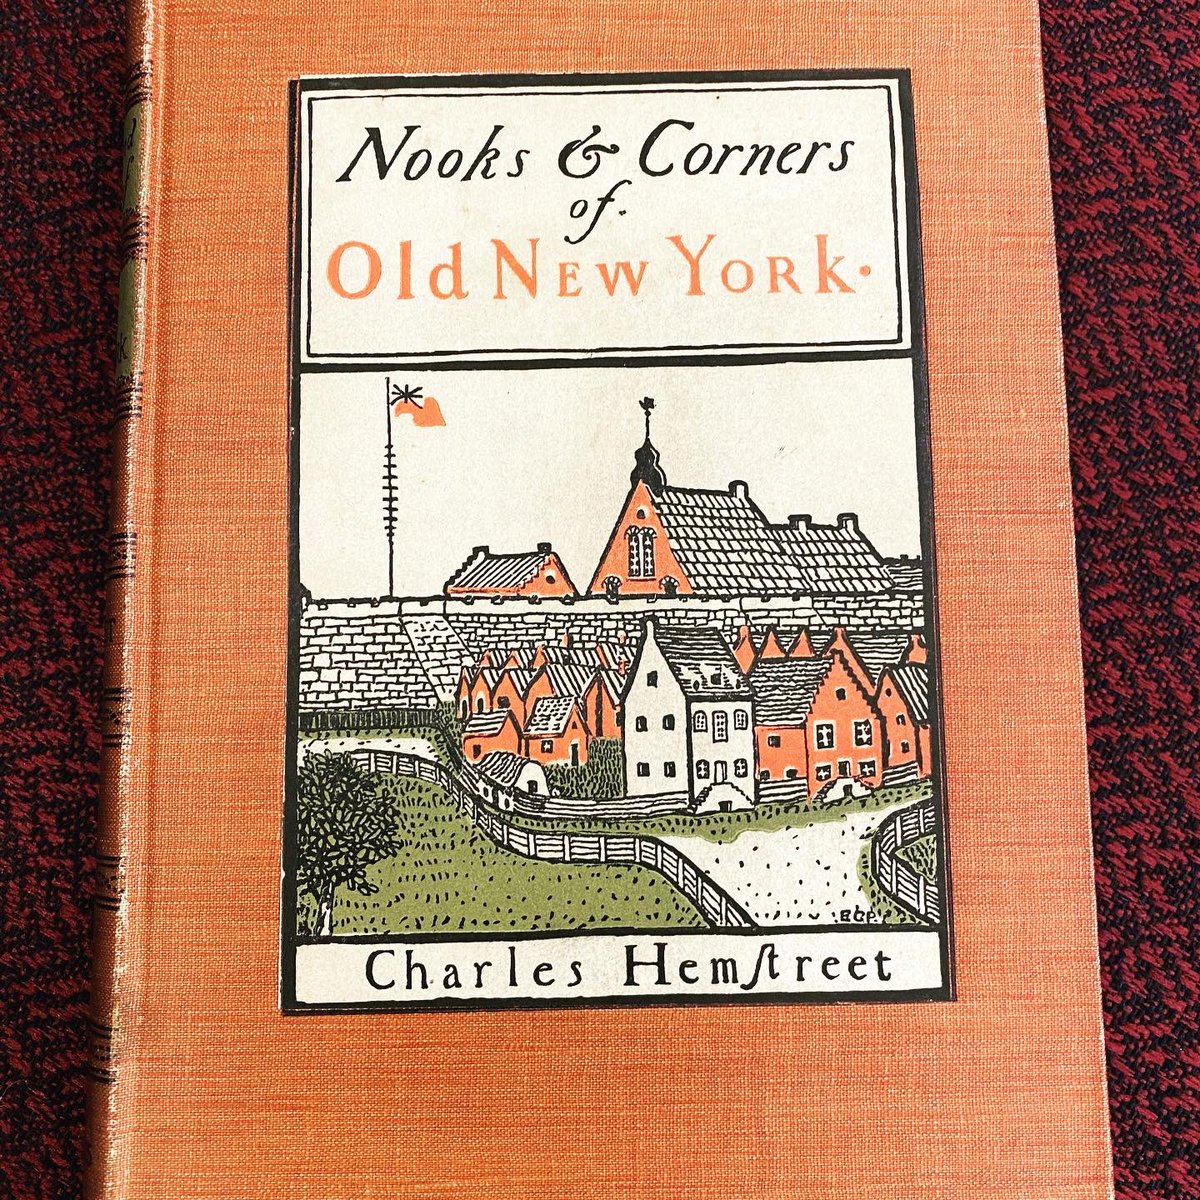 Nooks & Corners
of
Old New York.
Charles Hemſtreet